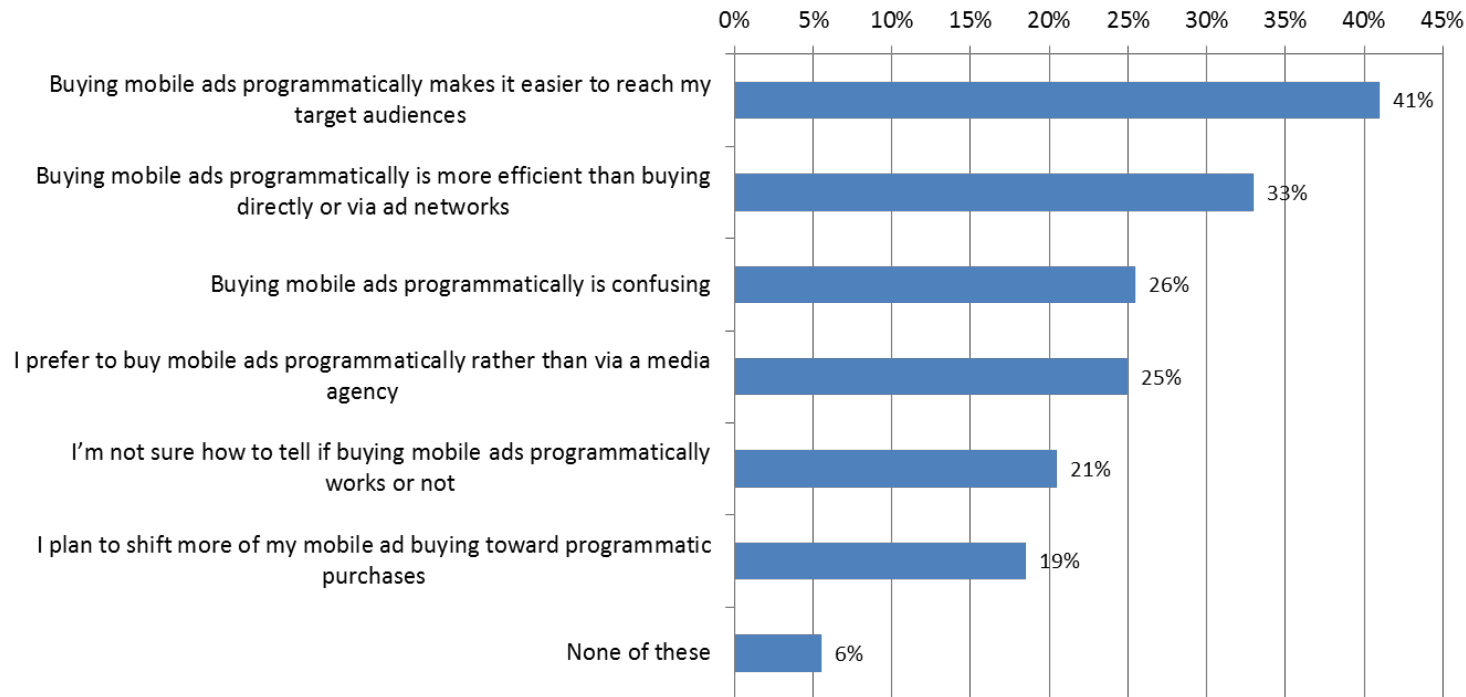 0% 5% 10% 15% 20% 25% 30% 35% 40% 45%
Buying mobile ads programmatically makes it easier to reach my
target audiences
41%
Buying mobile ads programmatically is more efficient than buying
directly or via ad networks
33%
Buying mobile ads programmatically is confusing
26%
I prefer to buy mobile ads programmatically rather than via a media
agency
25%
I’m not sure how to tell if buying mobile ads programmatically
works or not
21%
I plan to shift more of my mobile ad buying toward programmatic
purchases
19%
None of these
6%